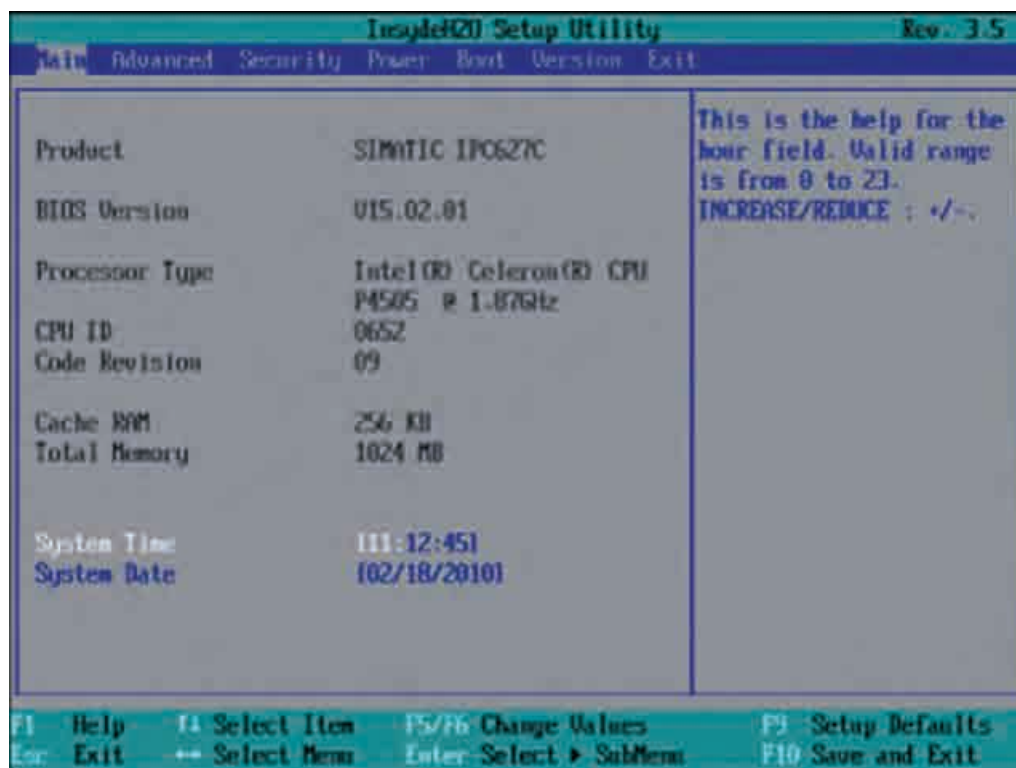 InsydeH20 Setup Utility Rev. 3.5
Main Advanced Security Power Boot Version Exit
Product SIMATIC IPC627C
BIOS Version V15.02.01
Processor Type Intel(R) Celeron(R) CPU
P4505 @ 1.87GHz
CPU ID 0652
Code Revision 09
Cache RAM 256 KB
Total Memory 1024 MB
System Time [11:12:45]
System Date [02/18/2010]
This is the help for the
hour field. Valid range
is from 0 to 23.
INCREASE/REDUCE : +/-.
F1 Help ↑↓ Select Item F5/F6 Change Values F9 Setup Defaults
Esc Exit ←→ Select Menu Enter Select ▶ SubMenu F10 Save and Exit